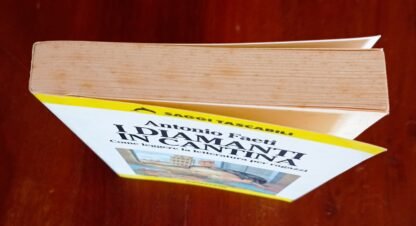 SAGGI TASCABILI
Antonio Faeti
I DIAMANTI
IN CANTINA
Come leggere la letteratura per ragazzi